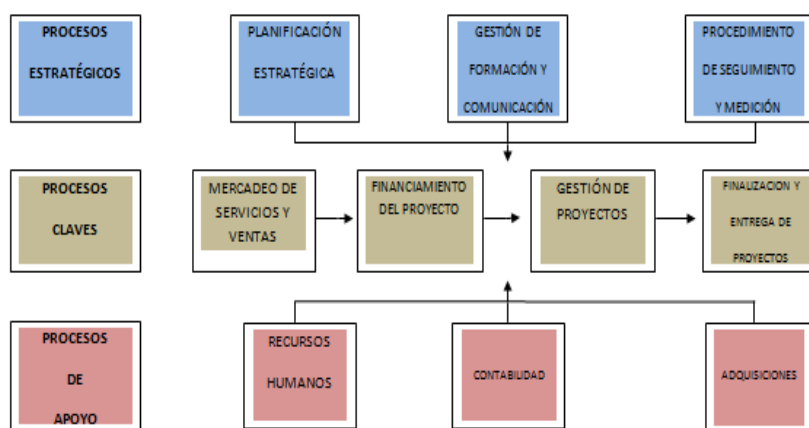 PROCESOS
ESTRATÉGICOS
PLANIFICACIÓN
ESTRATÉGICA
GESTIÓN DE
FORMACIÓN Y
COMUNICACIÓN
PROCEDIMIENTO
DE SEGUIMIENTO
Y MEDICIÓN
PROCESOS
CLAVES
MERCADEO DE
SERVICIOS Y
VENTAS
FINANCIAMIENTO
DEL PROYECTO
GESTIÓN DE
PROYECTOS
FINALIZACION Y
ENTREGA DE
PROYECTOS
PROCESOS
DE
APOYO
RECURSOS
HUMANOS
CONTABILIDAD
ADQUISICIONES